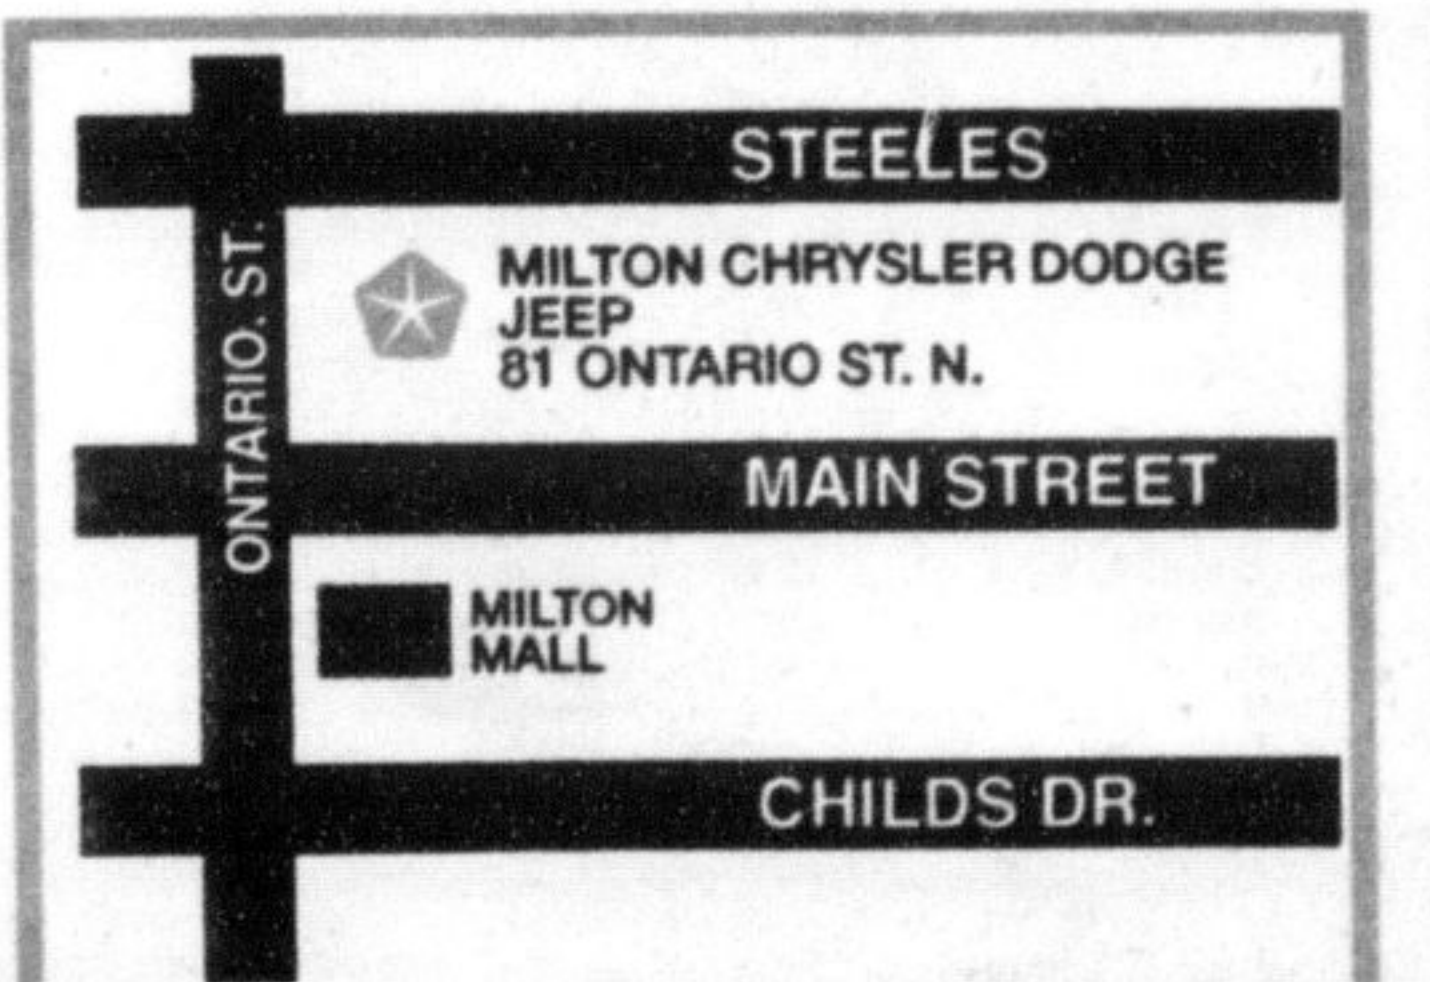 STEELES
ONTARIO. ST.
MILTON CHRYSLER DODGE
JEEP
81 ONTARIO ST. N.
MAIN STREET
MILTON
MALL
CHILDS DR.